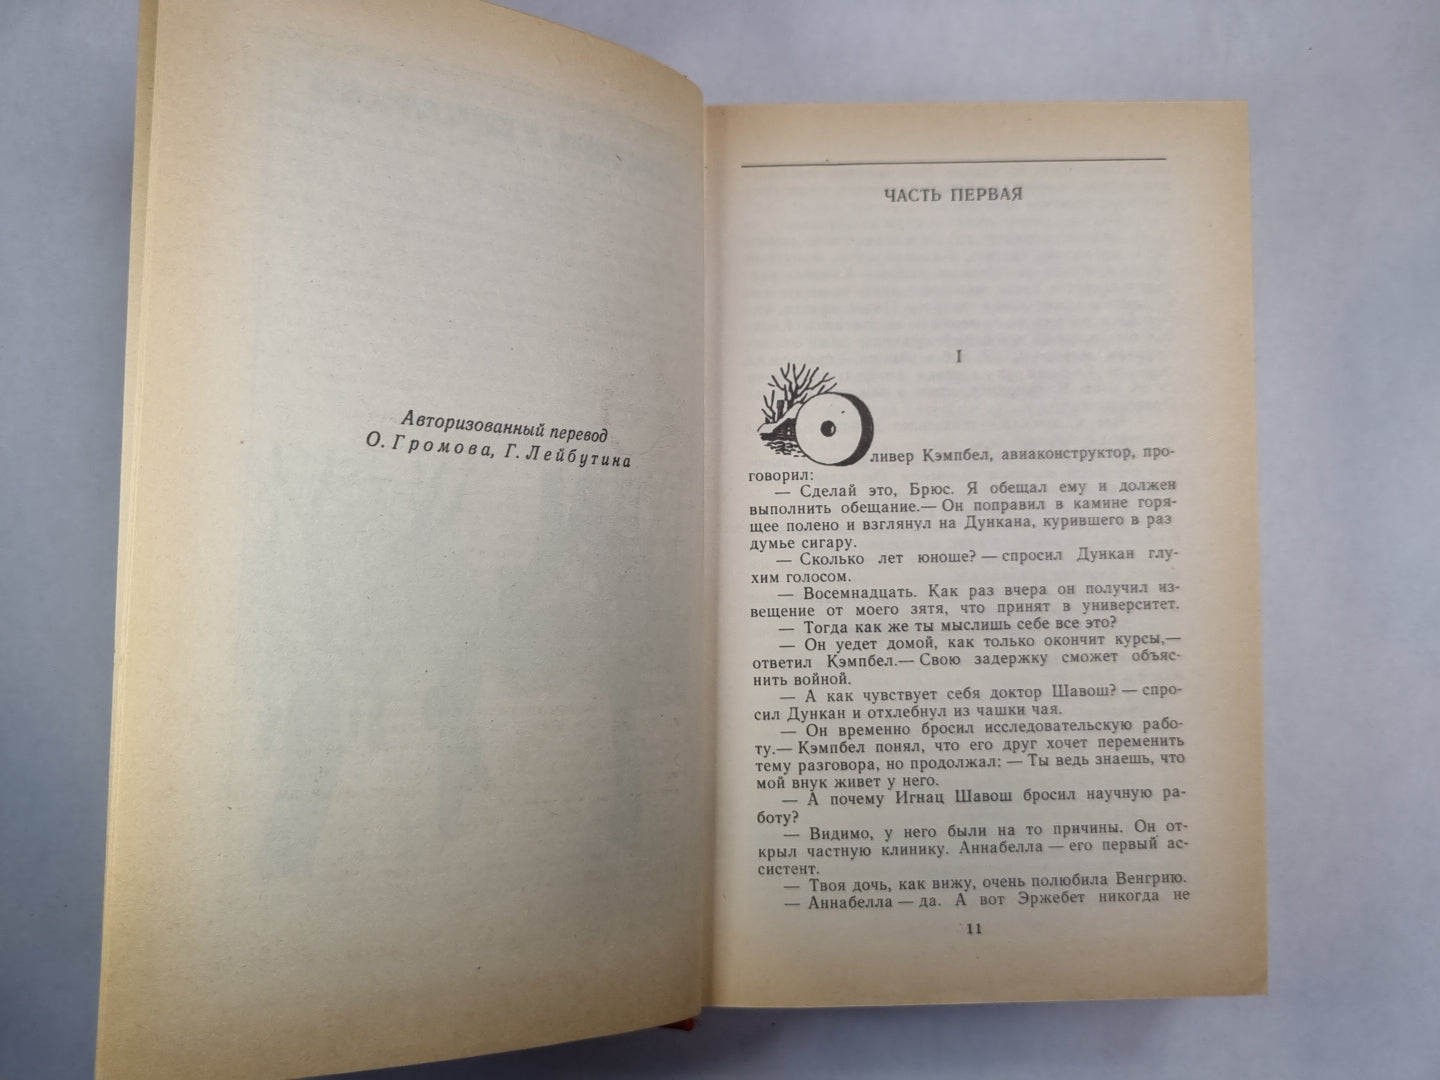 Авторизованный перевод
О. Громова, Г. Лейбутина
ЧАСТЬ ПЕРВАЯ
I
Оливер Кэмпбел, авиаконструктор, про-
говорил:
— Сделай это, Брюс. Я обещал ему и должен
выполнить обещание.— Он поправил в камине горя-
щее полено и взглянул на Дункана, курившего в раз
думье сигару.
— Сколько лет юноше? — спросил Дункан глу-
хим голосом.
— Восемнадцать. Как раз вчера он получил из-
вещение от моего зятя, что принят в университет.
— Тогда как же ты мыслишь себе все это?
— Он уедет домой, как только окончит курсы,—
ответил Кэмпбел.— Свою задержку сможет объяс-
нить войной.
— А как чувствует себя доктор Шавош? — спро-
сил Дункан и отхлебнул из чашки чая.
— Он временно бросил исследовательскую рабо-
ту.— Кэмпбел понял, что его друг хочет переменить
тему разговора, но продолжал: — Ты ведь знаешь, что
мой внук живет у него.
— А почему Игнац Шавош бросил научную ра-
боту?
— Видимо, у него были на то причины. Он от-
крыл частную клинику. Аннабелла — его первый ас-
систент.
— Твоя дочь, как вижу, очень полюбила Венгрию.
— Аннабелла — да. А вот Эржебет никогда не
11